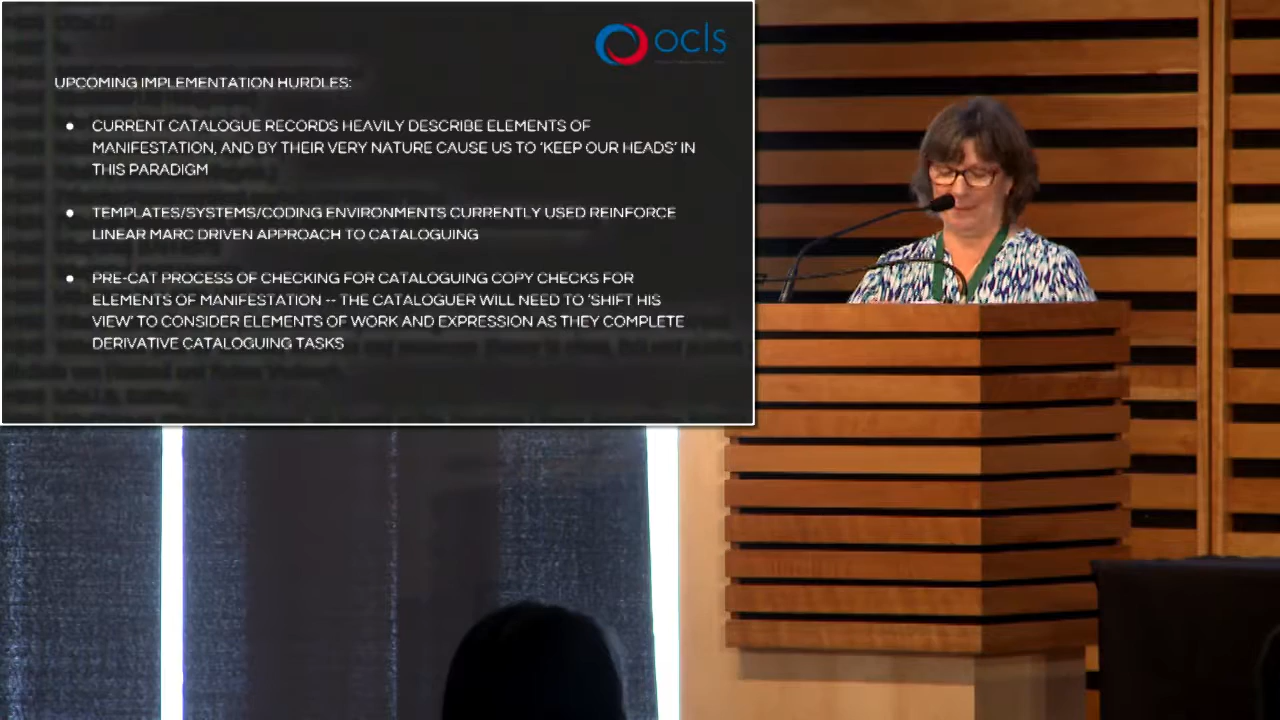 ocls
UPCOMING IMPLEMENTATION HURDLES:
● CURRENT CATALOGUE RECORDS HEAVILY DESCRIBE ELEMENTS OF
MANIFESTATION, AND BY THEIR VERY NATURE CAUSE US TO ‘KEEP OUR HEADS’ IN
THIS PARADIGM
● TEMPLATES/SYSTEMS/CODING ENVIRONMENTS CURRENTLY USED REINFORCE
LINEAR MARC DRIVEN APPROACH TO CATALOGUING
● PRE-CAT PROCESS OF CHECKING FOR CATALOGUING COPY CHECKS FOR
ELEMENTS OF MANIFESTATION -- THE CATALOGUER WILL NEED TO ‘SHIFT HIS
VIEW’ TO CONSIDER ELEMENTS OF WORK AND EXPRESSION AS THEY COMPLETE
DERIVATIVE CATALOGUING TASKS